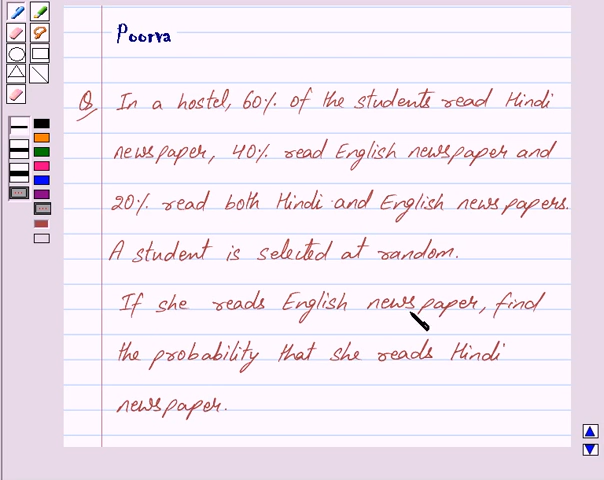 Poorva
Q In a hostel, 60% of the students read Hindi
newspaper, 40% read English newspaper and
20% read both Hindi and English newspapers.
A student is selected at random.
If she reads English newspaper, find
the probability that she reads Hindi
newspaper.